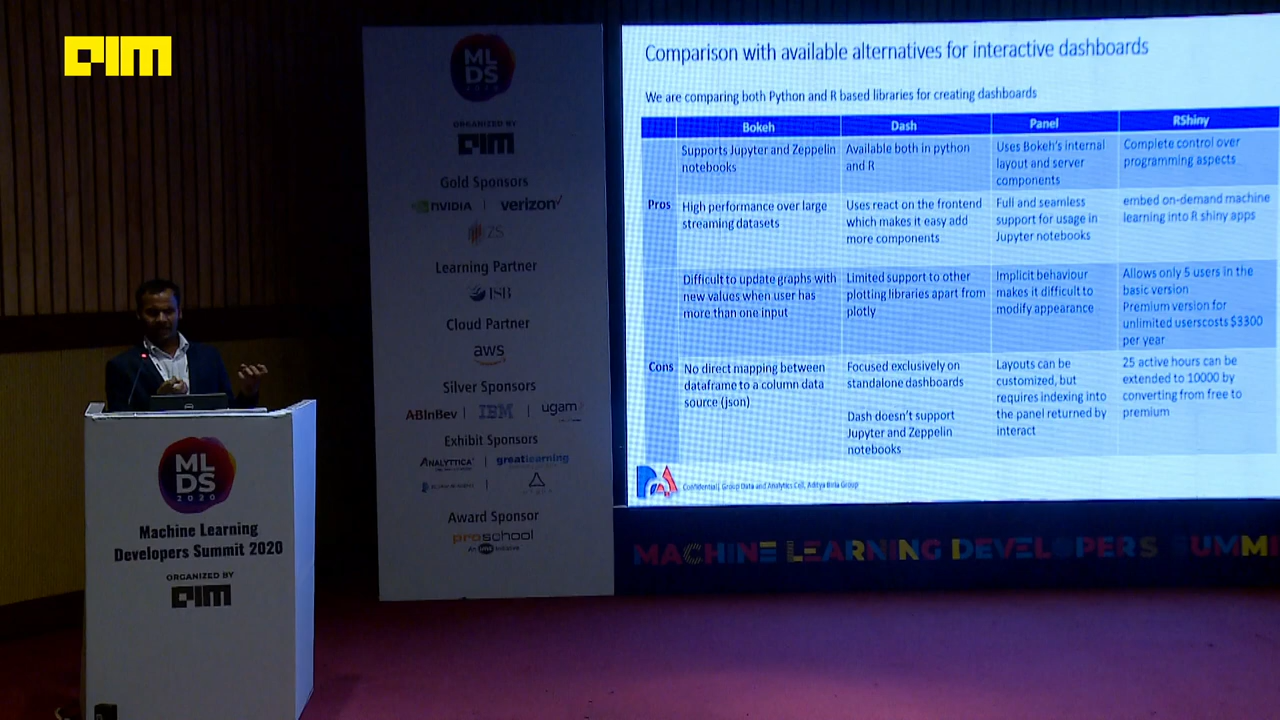 AIM
ML
DS
ORGANIZED BY
AIM
Gold Sponsors
NVIDIA | verizon✓
ZS
Learning Partner
ISB
Cloud Partner
aws
Silver Sponsors
ABInBev | IBM | ugam
Exhibit Sponsors
ANALYTTICA | greatlearning
Award Sponsor
proschool
An Initiative
ML
DS
2020
Machine Learning
Developers Summit 2020
ORGANIZED BY
AIM
Comparison with available alternatives for interactive dashboards
We are comparing both Python and R based libraries for creating dashboards
Bokeh Dash Panel RShiny
Pros
Supports Jupyter and Zeppelin
notebooks
High performance over large
streaming datasets
Available both in python
and R
Uses react on the frontend
which makes it easy add
more components
Uses Bokeh's internal
layout and server
components
Full and seamless
support for usage in
Jupyter notebooks
Complete control over
programming aspects
embed on-demand machine
learning into R shiny apps
Cons
Difficult to update graphs with
new values when user has
more than one input
No direct mapping between
dataframe to a column data
source (json)
Limited support to other
plotting libraries apart from
plotly
Focused exclusively on
standalone dashboards
Dash doesn't support
Jupyter and Zeppelin
notebooks
Implicit behaviour
makes it difficult to
modify appearance
Layouts can be
customized, but
requires indexing into
the panel returned by
interact
Allows only 5 users in the
basic version
Premium version for
unlimited userscosts $3300
per year
25 active hours can be
extended to 10000 by
converting from free to
premium
Confidential| Group Data and Analytics Cell, Aditya Birla Group
MACHINE LEARNING DEVELOPERS SUMM